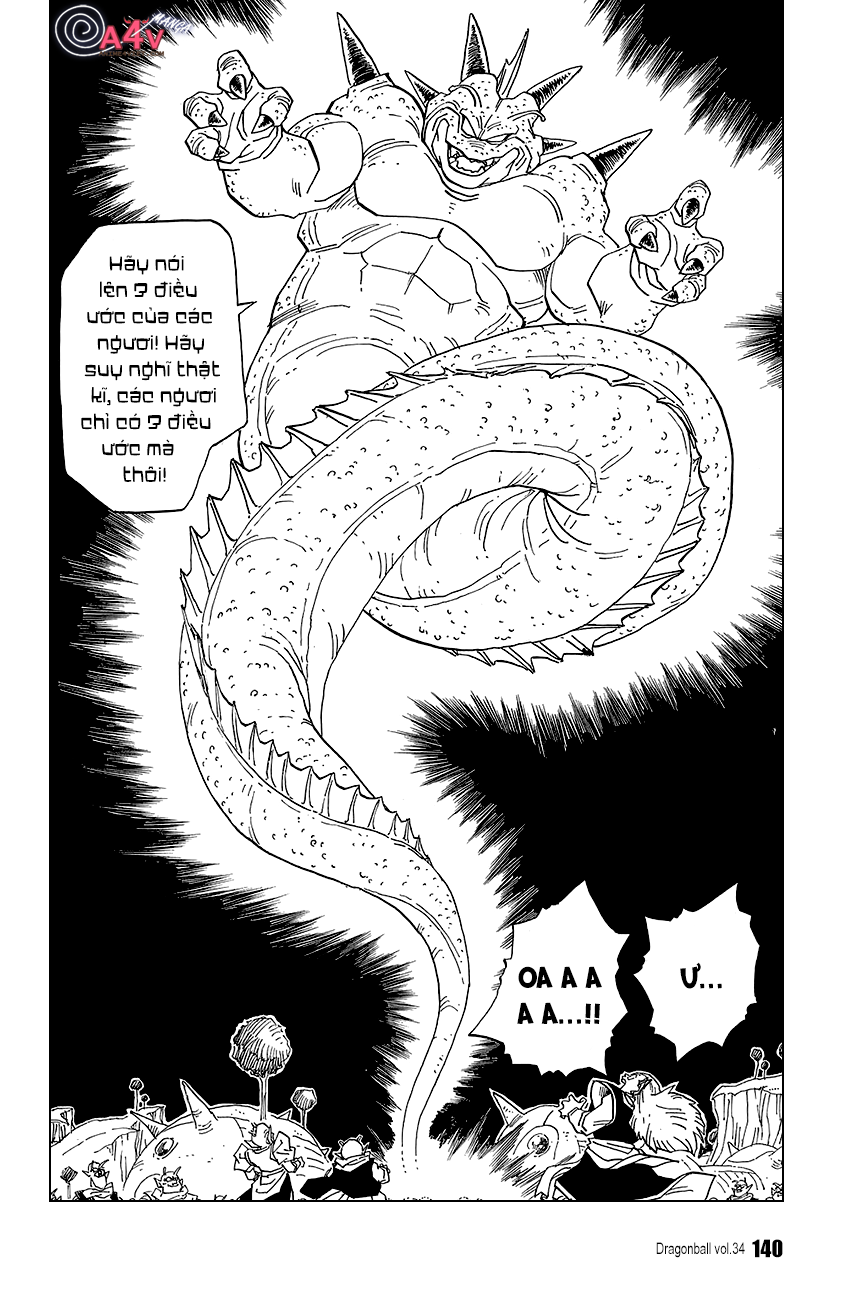 A4V
MANGA
Hãy nói
lên 3 điều
ước của các
ngươi! Hãy
suy nghĩ thật
kĩ, các ngươi
chỉ có 3 điều
ước mà
thôi!
Ư...
OA A A
A A...!!
Dragonball vol.34 140